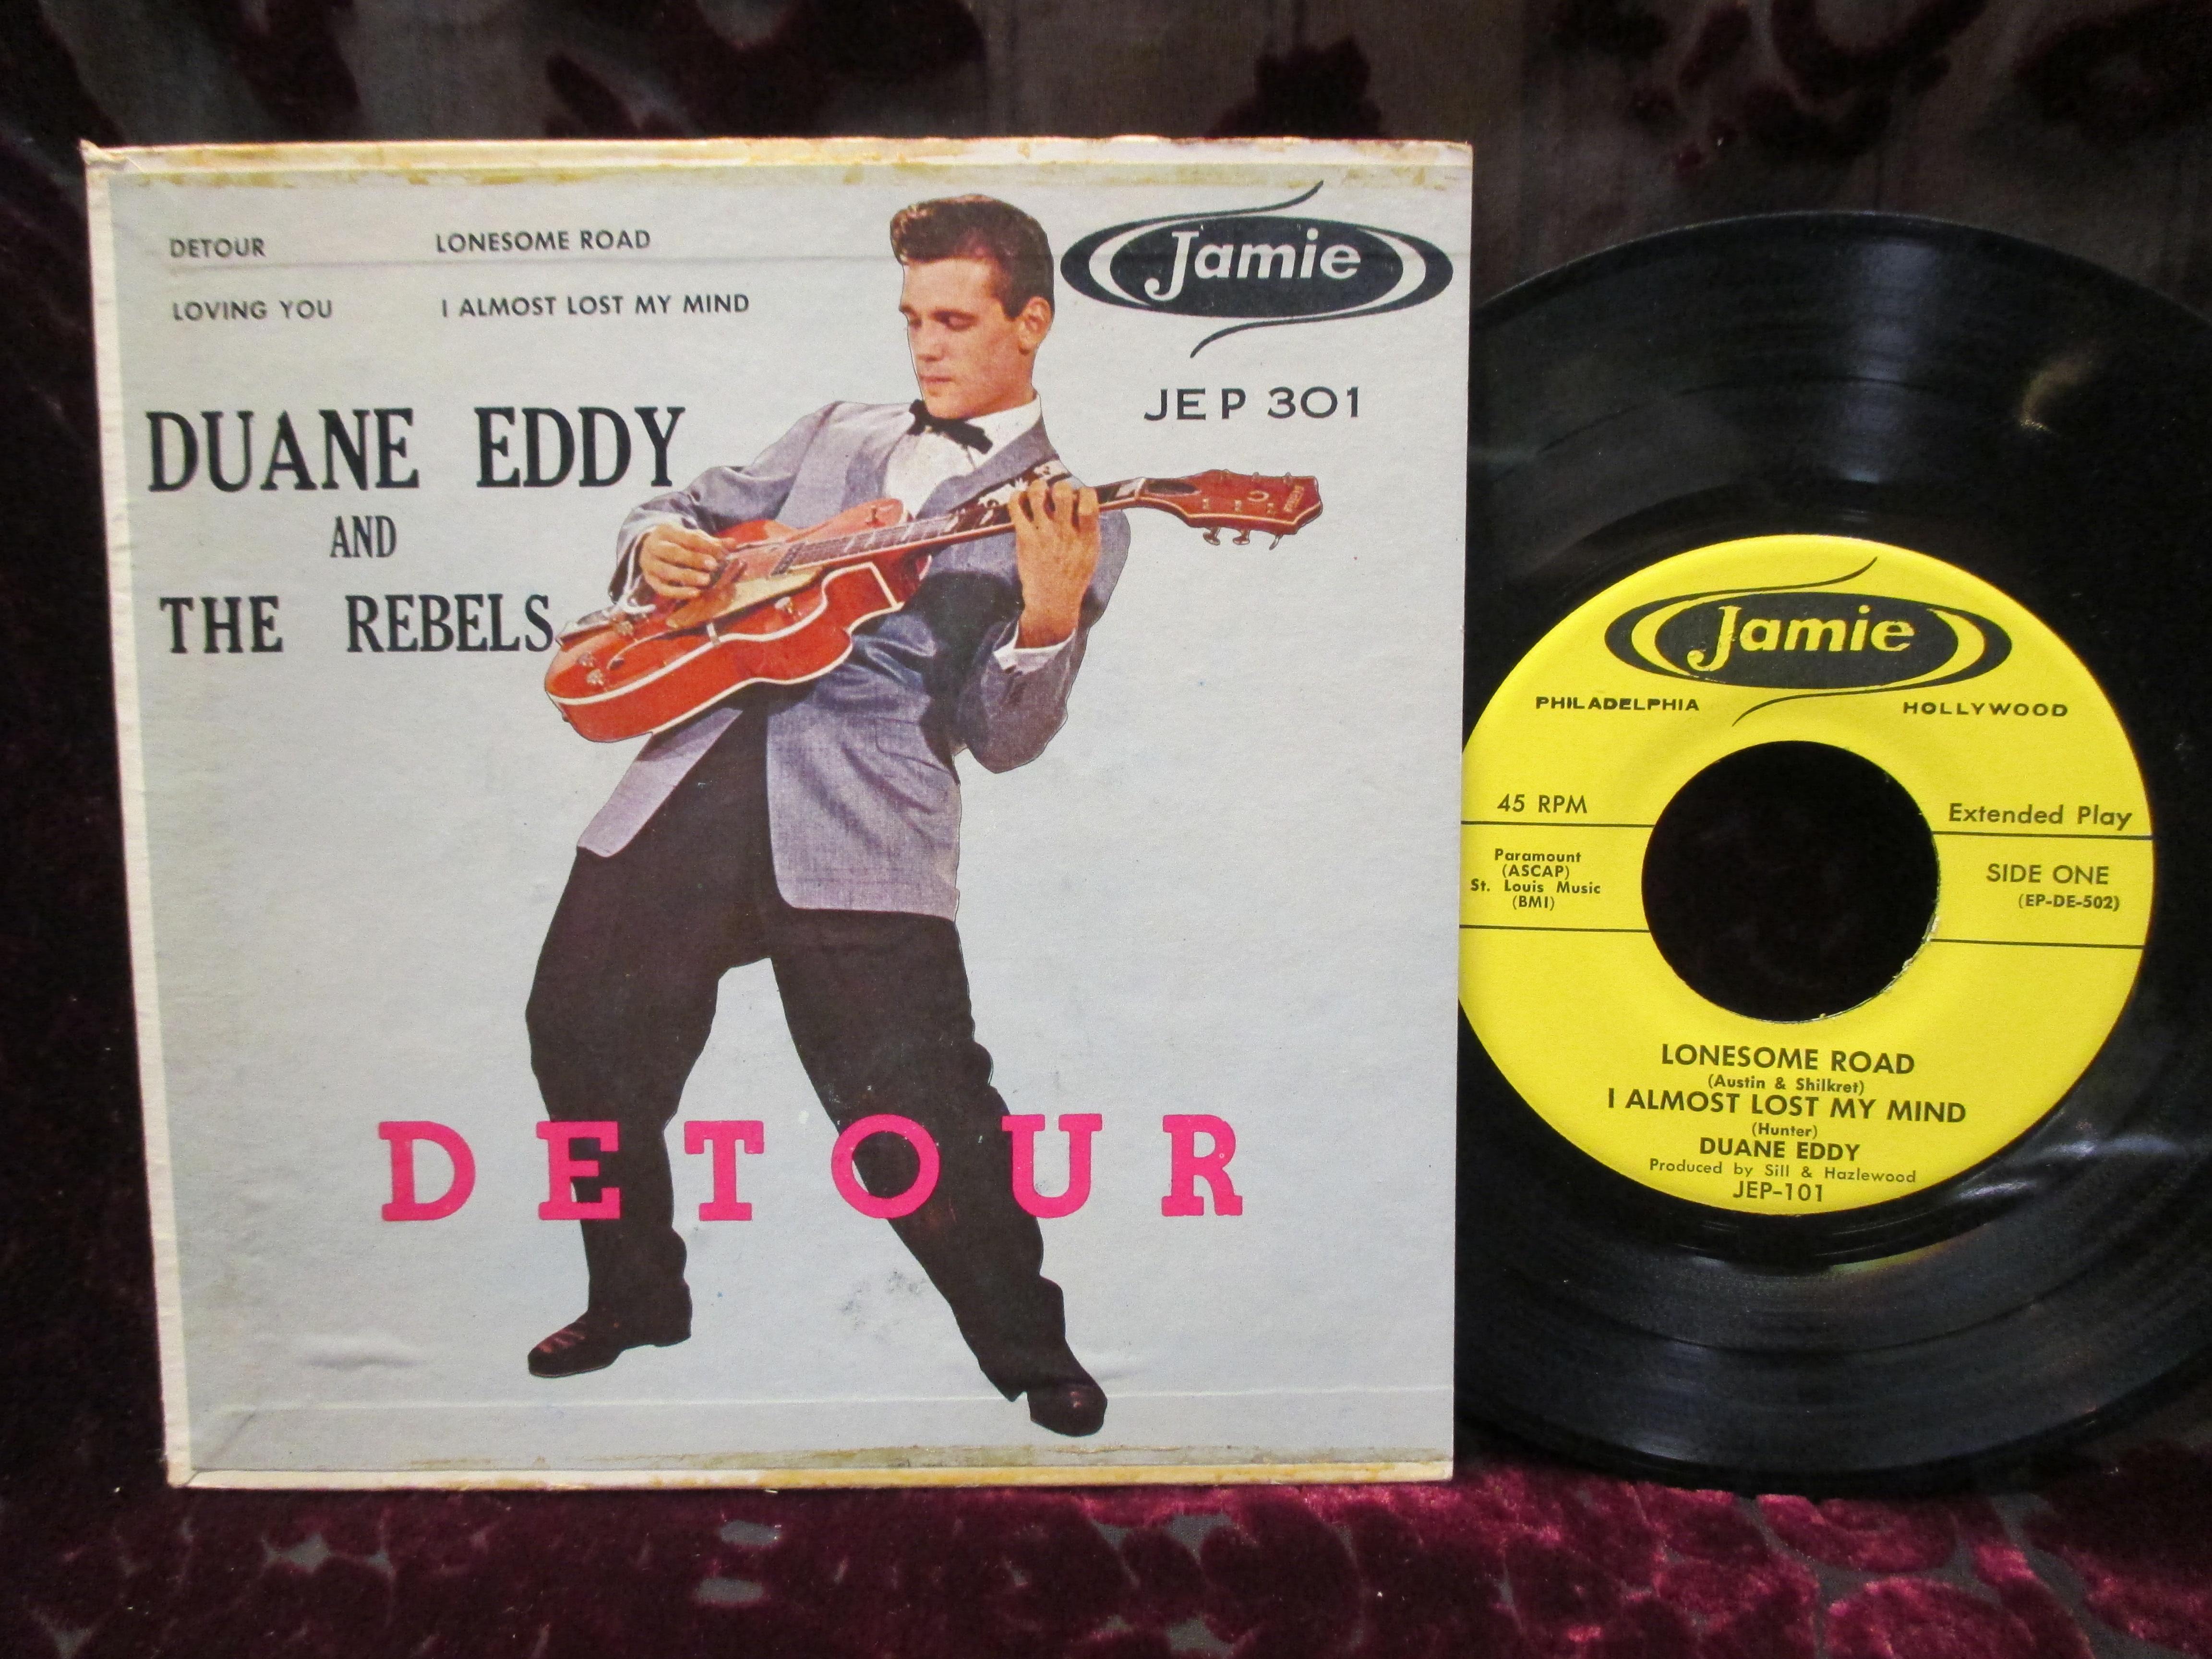 DETOUR LONESOME ROAD
LOVING YOU I ALMOST LOST MY MIND
Jamie
JEP 301
DUANE EDDY
AND
THE REBELS
DETOUR
Jamie
PHILADELPHIA HOLLYWOOD
45 RPM
Extended Play
Paramount
(ASCAP)
St. Louis Music
(BMI)
SIDE ONE
(EP-DE-502)
LONESOME ROAD
(Austin & Shilkret)
I ALMOST LOST MY MIND
(Hunter)
DUANE EDDY
Produced by Sill & Hazlewood
JEP-101